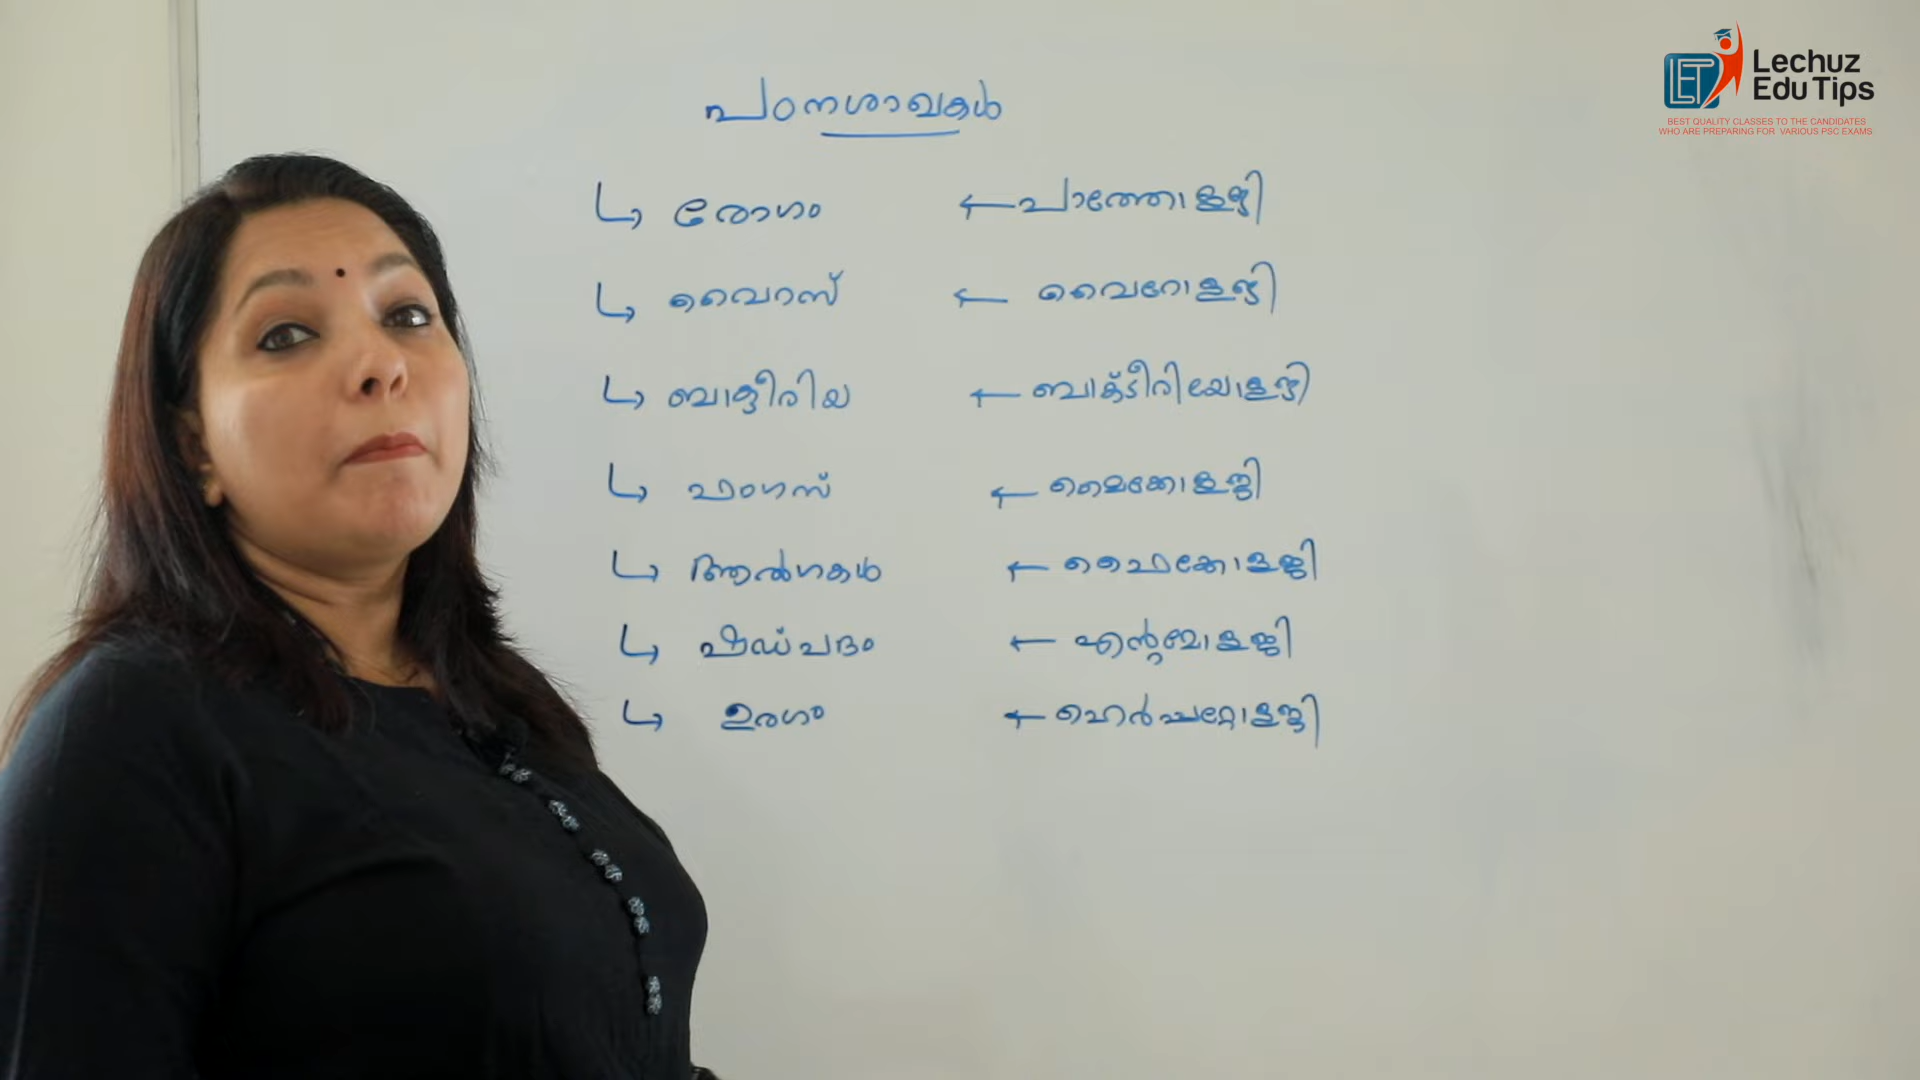 Lechuz
Edu Tips
BEST QUALITY CLASSES TO THE CANDIDATES
WHO ARE PREPARING FOR VARIOUS PSC EXAMS
പഠനശാഖകൾ
രോഗം ← പാത്തോളജി
വൈറസ് ← വൈറോളജി
ബാക്ടീരിയ ← ബാക്ടീരിയോളജി
ഫംഗസ് ← മൈക്കോളജി
ആൽഗകൾ ← ഫൈക്കോളജി
ഷഡ്പദം ← എന്റമോളജി
ഉരഗം ← ഹെർപ്പറ്റോളജി